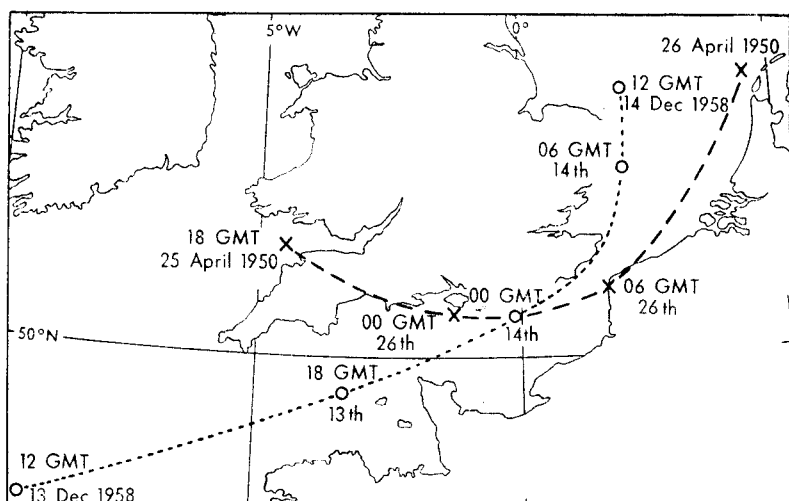 5°W
0°
26 April 1950
12 GMT
14 Dec 1958
06 GMT
14th
18 GMT
25 April 1950
00 GMT
26th
00 GMT
14th
06 GMT
26th
50°N
18 GMT
13th
12 GMT
13 Dec 1958